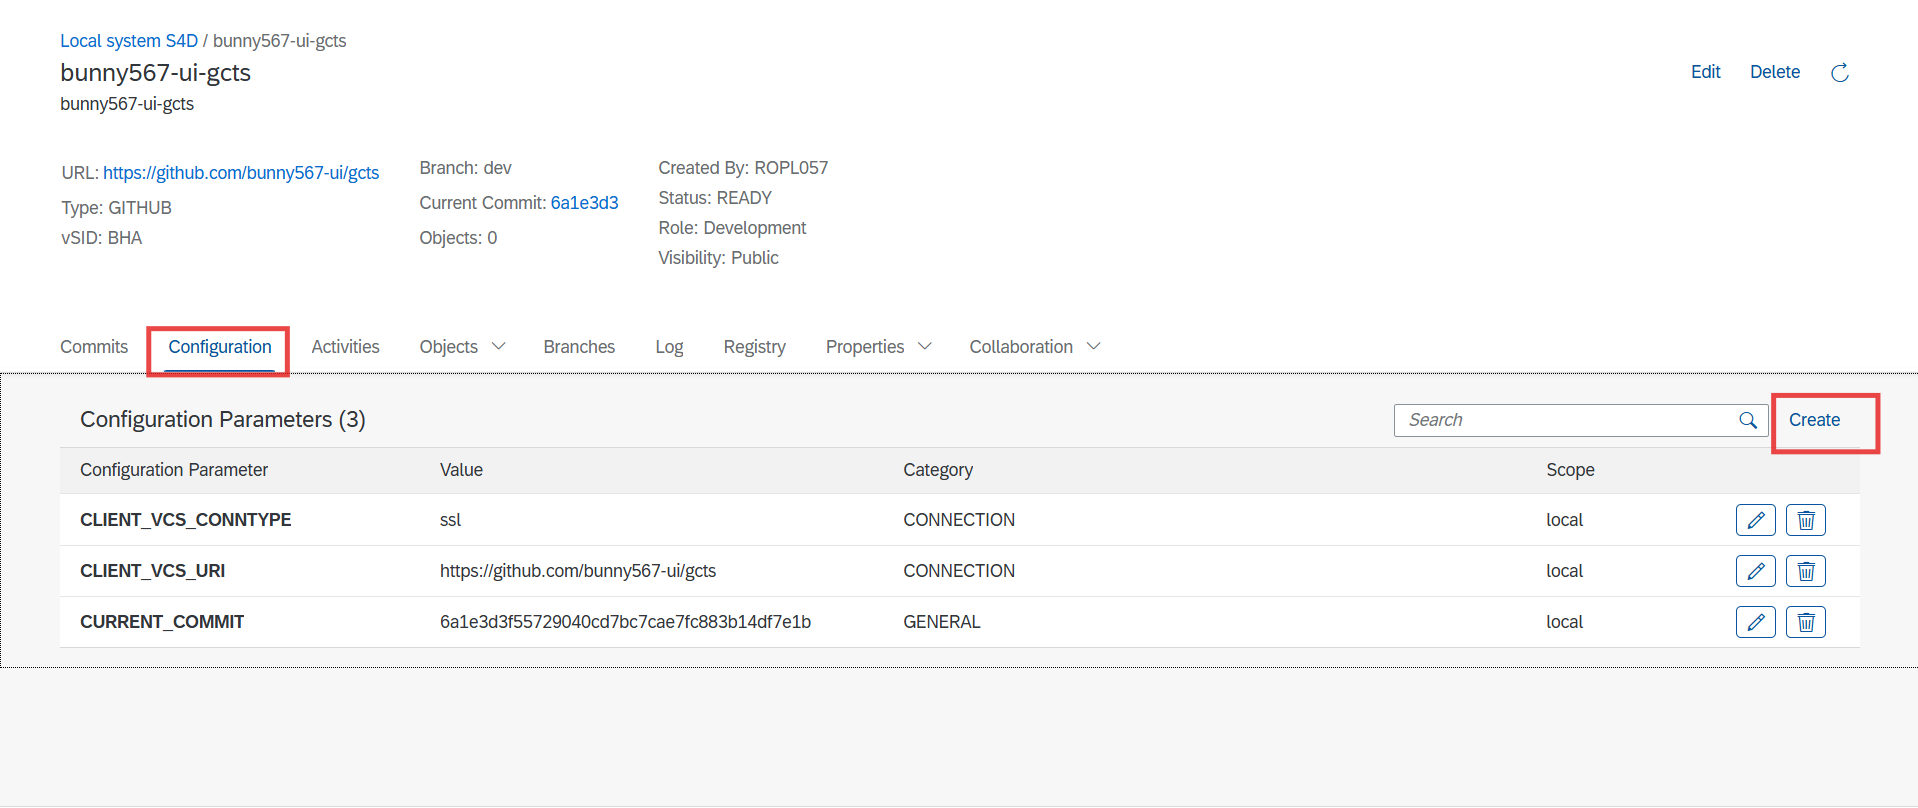 Local system S4D / bunny567-ui-gcts
bunny567-ui-gcts
Edit Delete
bunny567-ui-gcts
URL: https://github.com/bunny567-ui/gcts
Type: GITHUB
vSID: BHA
Branch: dev
Current Commit: 6a1e3d3
Objects: 0
Created By: ROPL057
Status: READY
Role: Development
Visibility: Public
Commits Configuration Activities Objects Branches Log Registry Properties Collaboration
Configuration Parameters (3) Search Create
Configuration Parameter Value Category Scope
CLIENT_VCS_CONNTYPE ssl CONNECTION local
CLIENT_VCS_URI https://github.com/bunny567-ui/gcts CONNECTION local
CURRENT_COMMIT 6a1e3d3f55729040cd7bc7cae7fc883b14df7e1b GENERAL local